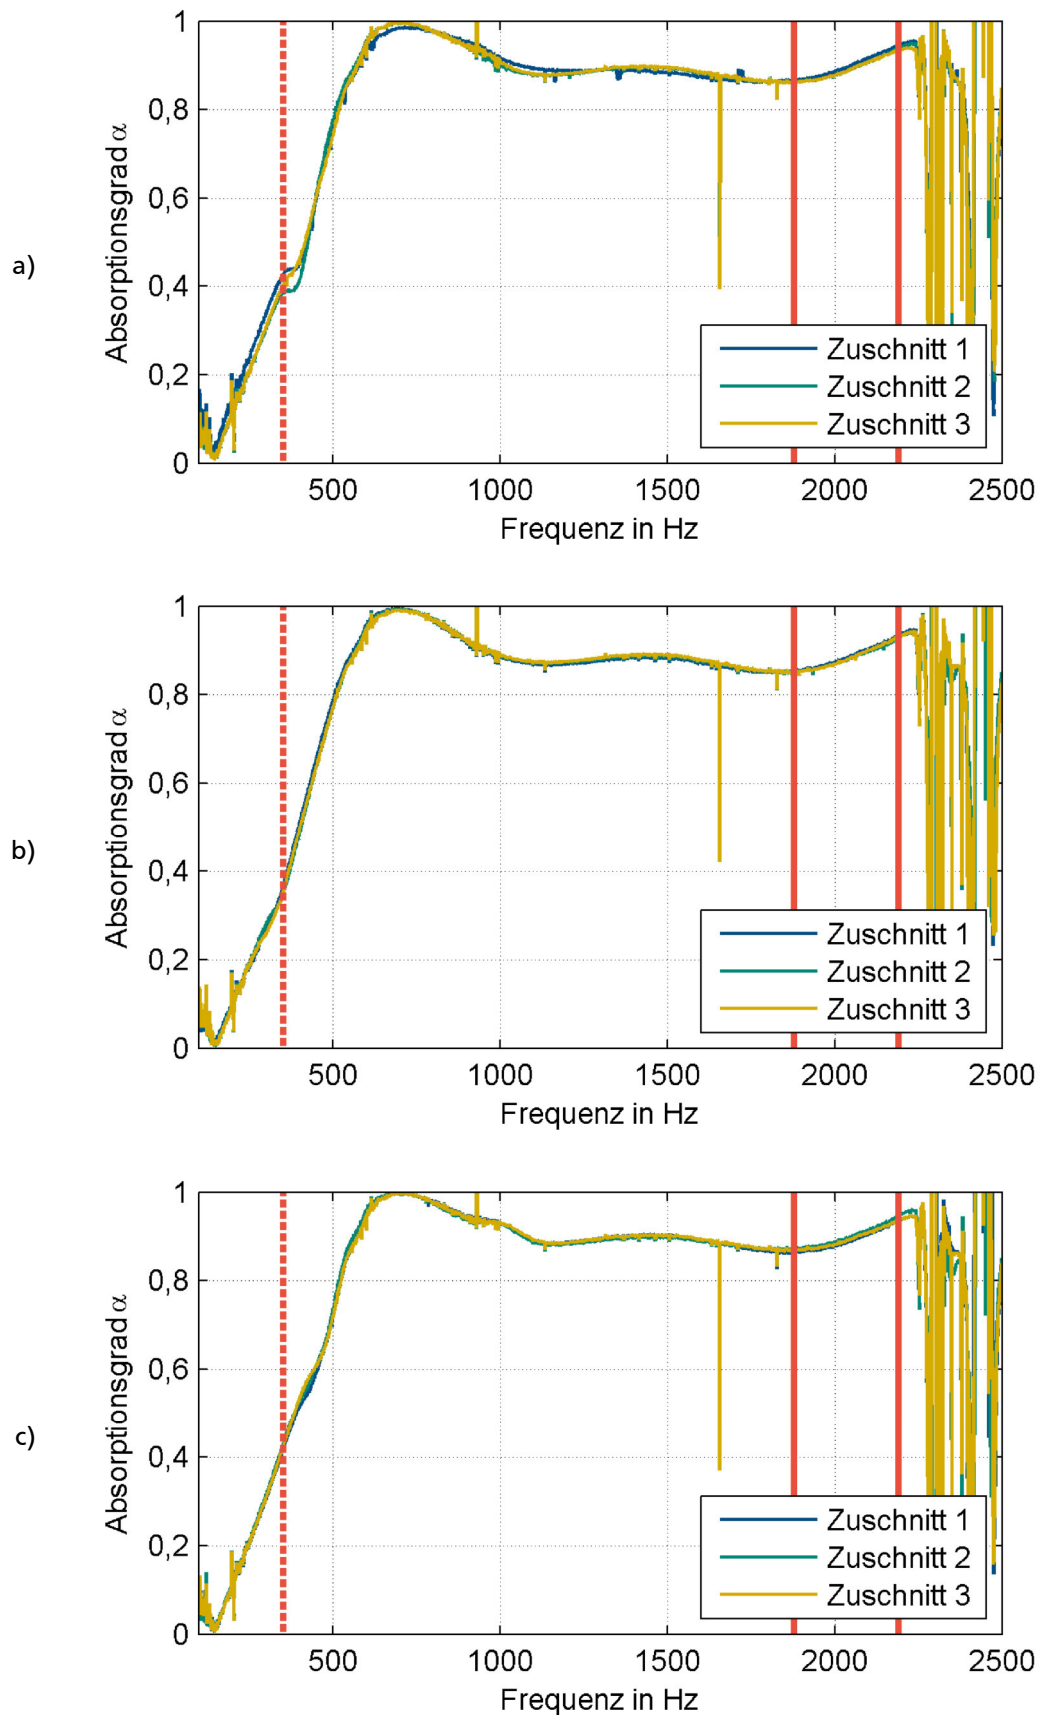 a)
Absorptionsgrad α
1
0,8
0,6
0,4
0,2
0
500
1000
1500
2000
2500
Frequenz in Hz
Zuschnitt 1
Zuschnitt 2
Zuschnitt 3
b)
Absorptionsgrad α
1
0,8
0,6
0,4
0,2
0
500
1000
1500
2000
2500
Frequenz in Hz
Zuschnitt 1
Zuschnitt 2
Zuschnitt 3
c)
Absorptionsgrad α
1
0,8
0,6
0,4
0,2
0
500
1000
1500
2000
2500
Frequenz in Hz
Zuschnitt 1
Zuschnitt 2
Zuschnitt 3